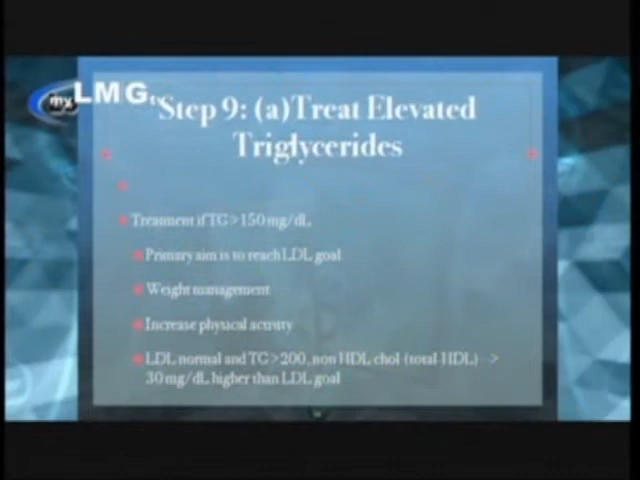 my LMG.tv
Step 9: (a)Treat Elevated
Triglycerides
Treatment if TG >150 mg/dL
Primary aim is to reach LDL goal
Weight management
Increase physical activity
LDL normal and TG >200, non HDL chol (total-HDL) ->
30 mg/dL higher than LDL goal